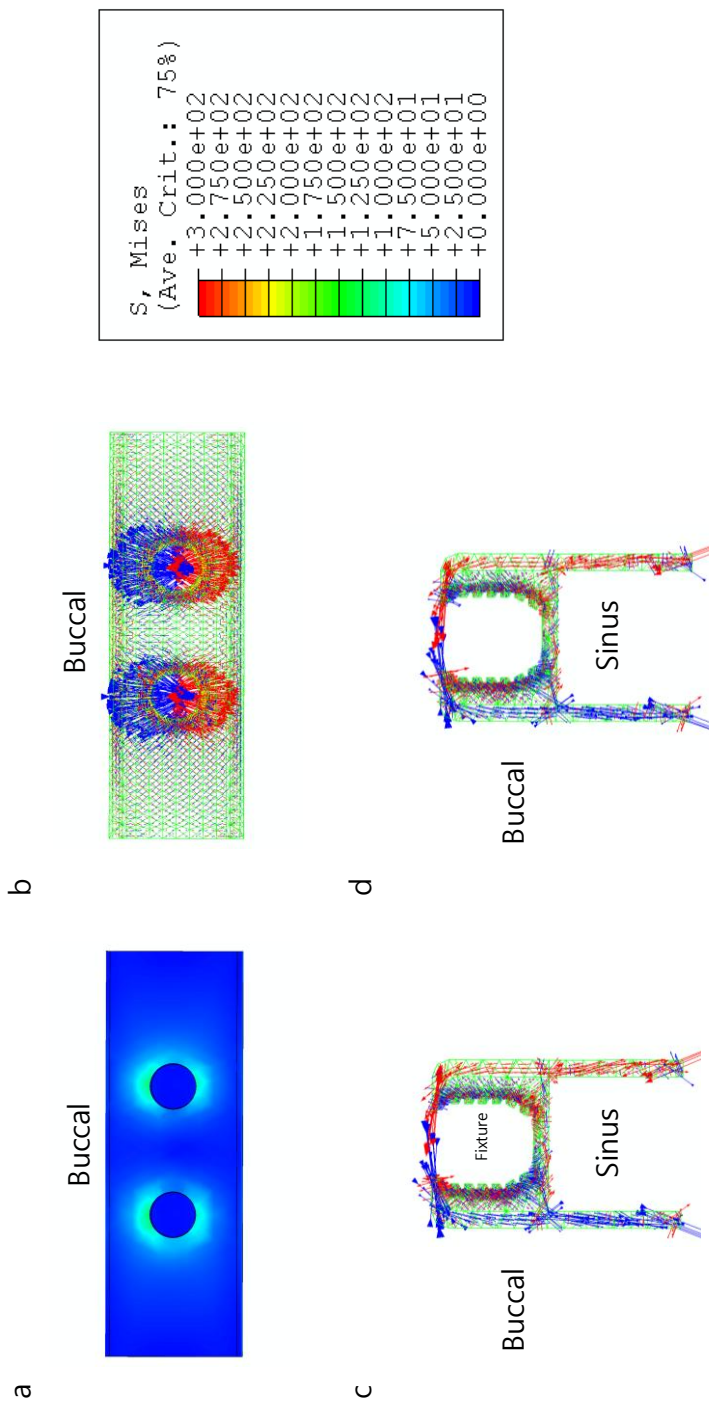 a
Buccal
b
Buccal
S, Mises
(Ave. Crit.: 75%)
+3.000e+02
+2.750e+02
+2.500e+02
+2.250e+02
+2.000e+02
+1.750e+02
+1.500e+02
+1.250e+02
+1.000e+02
+7.500e+01
+5.000e+01
+2.500e+01
+0.000e+00
c
Buccal
Fixture
Sinus
d
Buccal
Sinus